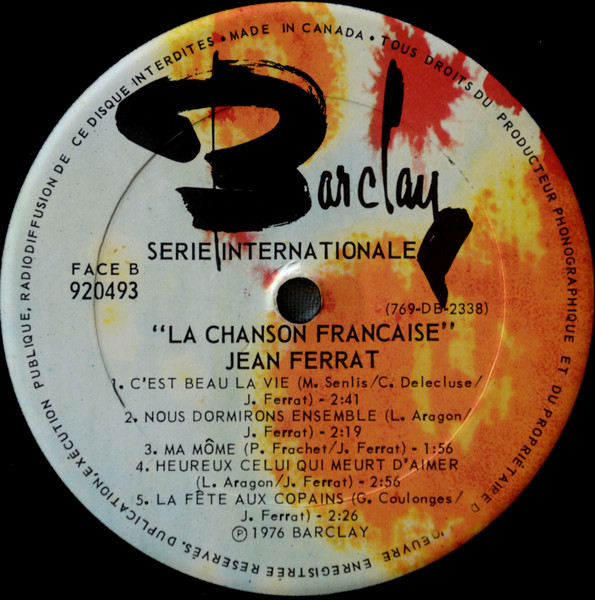 DUPLICATION, EXÉCUTION PUBLIQUE, RADIODIFFUSION DE CE DISQUE INTERDITES • MADE IN CANADA • TOUS DROITS DU PRODUCTEUR PHONOGRAPHIQUE ET DU PROPRIÉTAIRE D L'OEUVRE ENREGISTRÉE RESERVÉS.
Barclay
SERIE INTERNATIONALE
FACE B
920493
(769-DB-2338)
"LA CHANSON FRANCAISE"
JEAN FERRAT
1. C'EST BEAU LA VIE (M. Senlis/C. Delecluse/
J. Ferrat) - 2:41
2. NOUS DORMIRONS ENSEMBLE (L. Aragon/
J. Ferrat) - 2:19
3. MA MÔME (P. Frachet/J. Ferrat) - 1:56
4. HEUREUX CELUI QUI MEURT D'AIMER
(L. Aragon/J. Ferrat) - 2:56
5. LA FÊTE AUX COPAINS (G. Coulonges/
J. Ferrat) - 2:26
Ⓟ 1976 BARCLAY